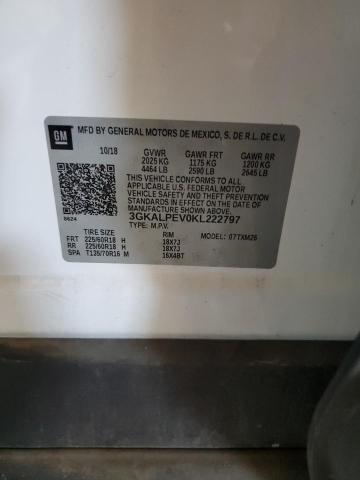 GM
MFD BY GENERAL MOTORS DE MEXICO, S. DE R.L. DE C.V.
10/18 GVWR GAWR FRT GAWR RR
2025 KG 1175 KG 1200 KG
4464 LB 2590 LB 2645 LB
THIS VEHICLE CONFORMS TO ALL APPLICABLE
U.S. FEDERAL MOTOR
VEHICLE SAFETY AND THEFT PREVENTION
STANDARDS IN EFFECT ON THE DATE OF
MANUFACTURE SHOWN ABOVE.
8624 3GKALPEV0KL222797
TYPE: M.P.V. MODEL: 07TXM26
TIRE SIZE RIM
FRT 225/60R18 H 18X7J
RR 225/60R18 H 18X7J
SPA T135/70R16 M 16X4BT